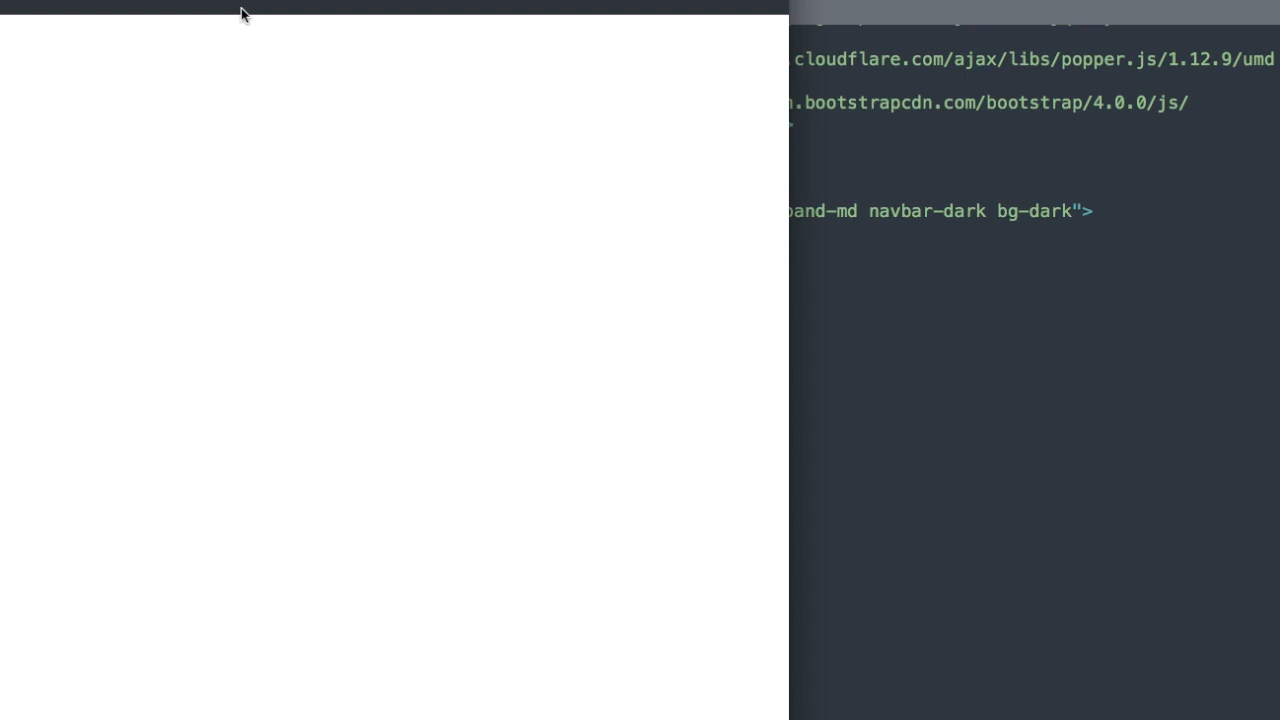 .cloudflare.com/ajax/libs/popper.js/1.12.9/umd
.bootstrapcdn.com/bootstrap/4.0.0/js/
and-md navbar-dark bg-dark">